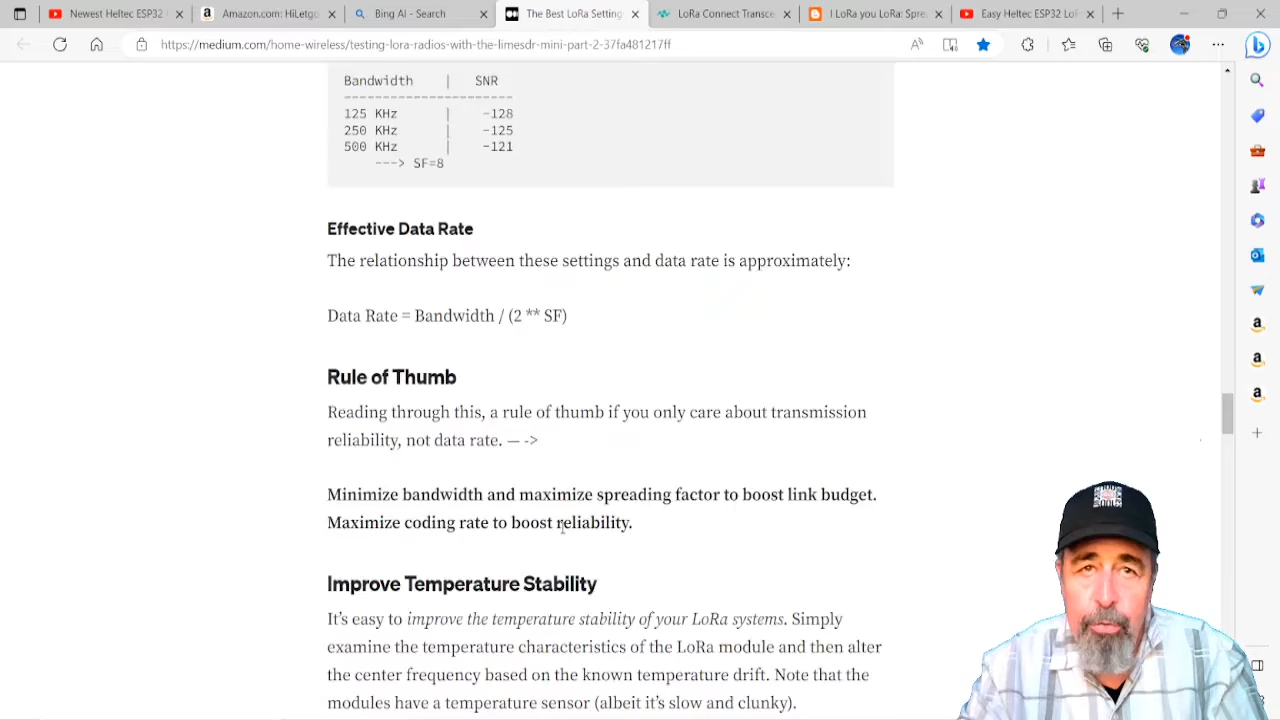 Newest Heltec ESP32
Amazon.com: HiLetgo
Bing AI - Search
The Best LoRa Setting
LoRa Connect Transce
I LoRa you LoRa: Spre
Easy Heltec ESP32 LoF
https://medium.com/home-wireless/testing-lora-radios-with-the-limesdr-mini-part-2-37fa481217ff
Bandwidth | SNR
---------------------
125 KHz | -128
250 KHz | -125
500 KHz | -121
---> SF=8
Effective Data Rate
The relationship between these settings and data rate is approximately:
Data Rate = Bandwidth / (2 ** SF)
Rule of Thumb
Reading through this, a rule of thumb if you only care about transmission
reliability, not data rate. — ->
Minimize bandwidth and maximize spreading factor to boost link budget.
Maximize coding rate to boost reliability.
Improve Temperature Stability
It's easy to improve the temperature stability of your LoRa systems. Simply
examine the temperature characteristics of the LoRa module and then alter
the center frequency based on the known temperature drift. Note that the
modules have a temperature sensor (albeit it's slow and clunky).